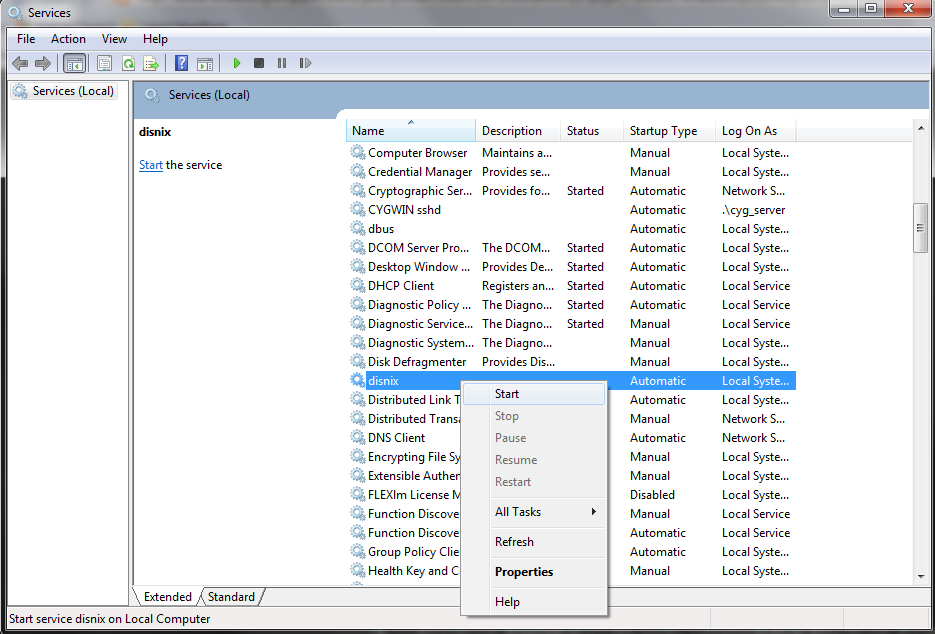 Services
File Action View Help
Services (Local)
Services (Local)
disnix
Start the service
Name Description Status Startup Type Log On As
Computer Browser Maintains a... Manual Local Syste...
Credential Manager Provides se... Manual Local Syste...
Cryptographic Ser... Provides fo... Started Automatic Network S...
CYGWIN sshd Automatic .\cyg_server
dbus Automatic Local Syste...
DCOM Server Pro... The DCOM... Started Automatic Local Syste...
Desktop Window ... Provides De... Started Automatic Local Syste...
DHCP Client Registers an... Started Automatic Local Service
Diagnostic Policy ... The Diagno... Started Automatic Local Service
Diagnostic Service... The Diagno... Started Manual Local Service
Diagnostic System... The Diagno... Manual Local Syste...
Disk Defragmenter Provides Dis... Manual Local Syste...
disnix Automatic Local Syste...
Distributed Link T Automatic Local Syste...
Distributed Transa Manual Network S...
DNS Client Automatic Network S...
Encrypting File Sy Manual Local Syste...
Extensible Authen Manual Local Syste...
FLEXlm License M Disabled Local Syste...
Function Discove Manual Local Service
Function Discove Automatic Local Service
Group Policy Clie Automatic Local Syste...
Health Key and C Manual Local Syste...
Start
Stop
Pause
Resume
Restart
All Tasks
Refresh
Properties
Help
Extended Standard
Start service disnix on Local Computer